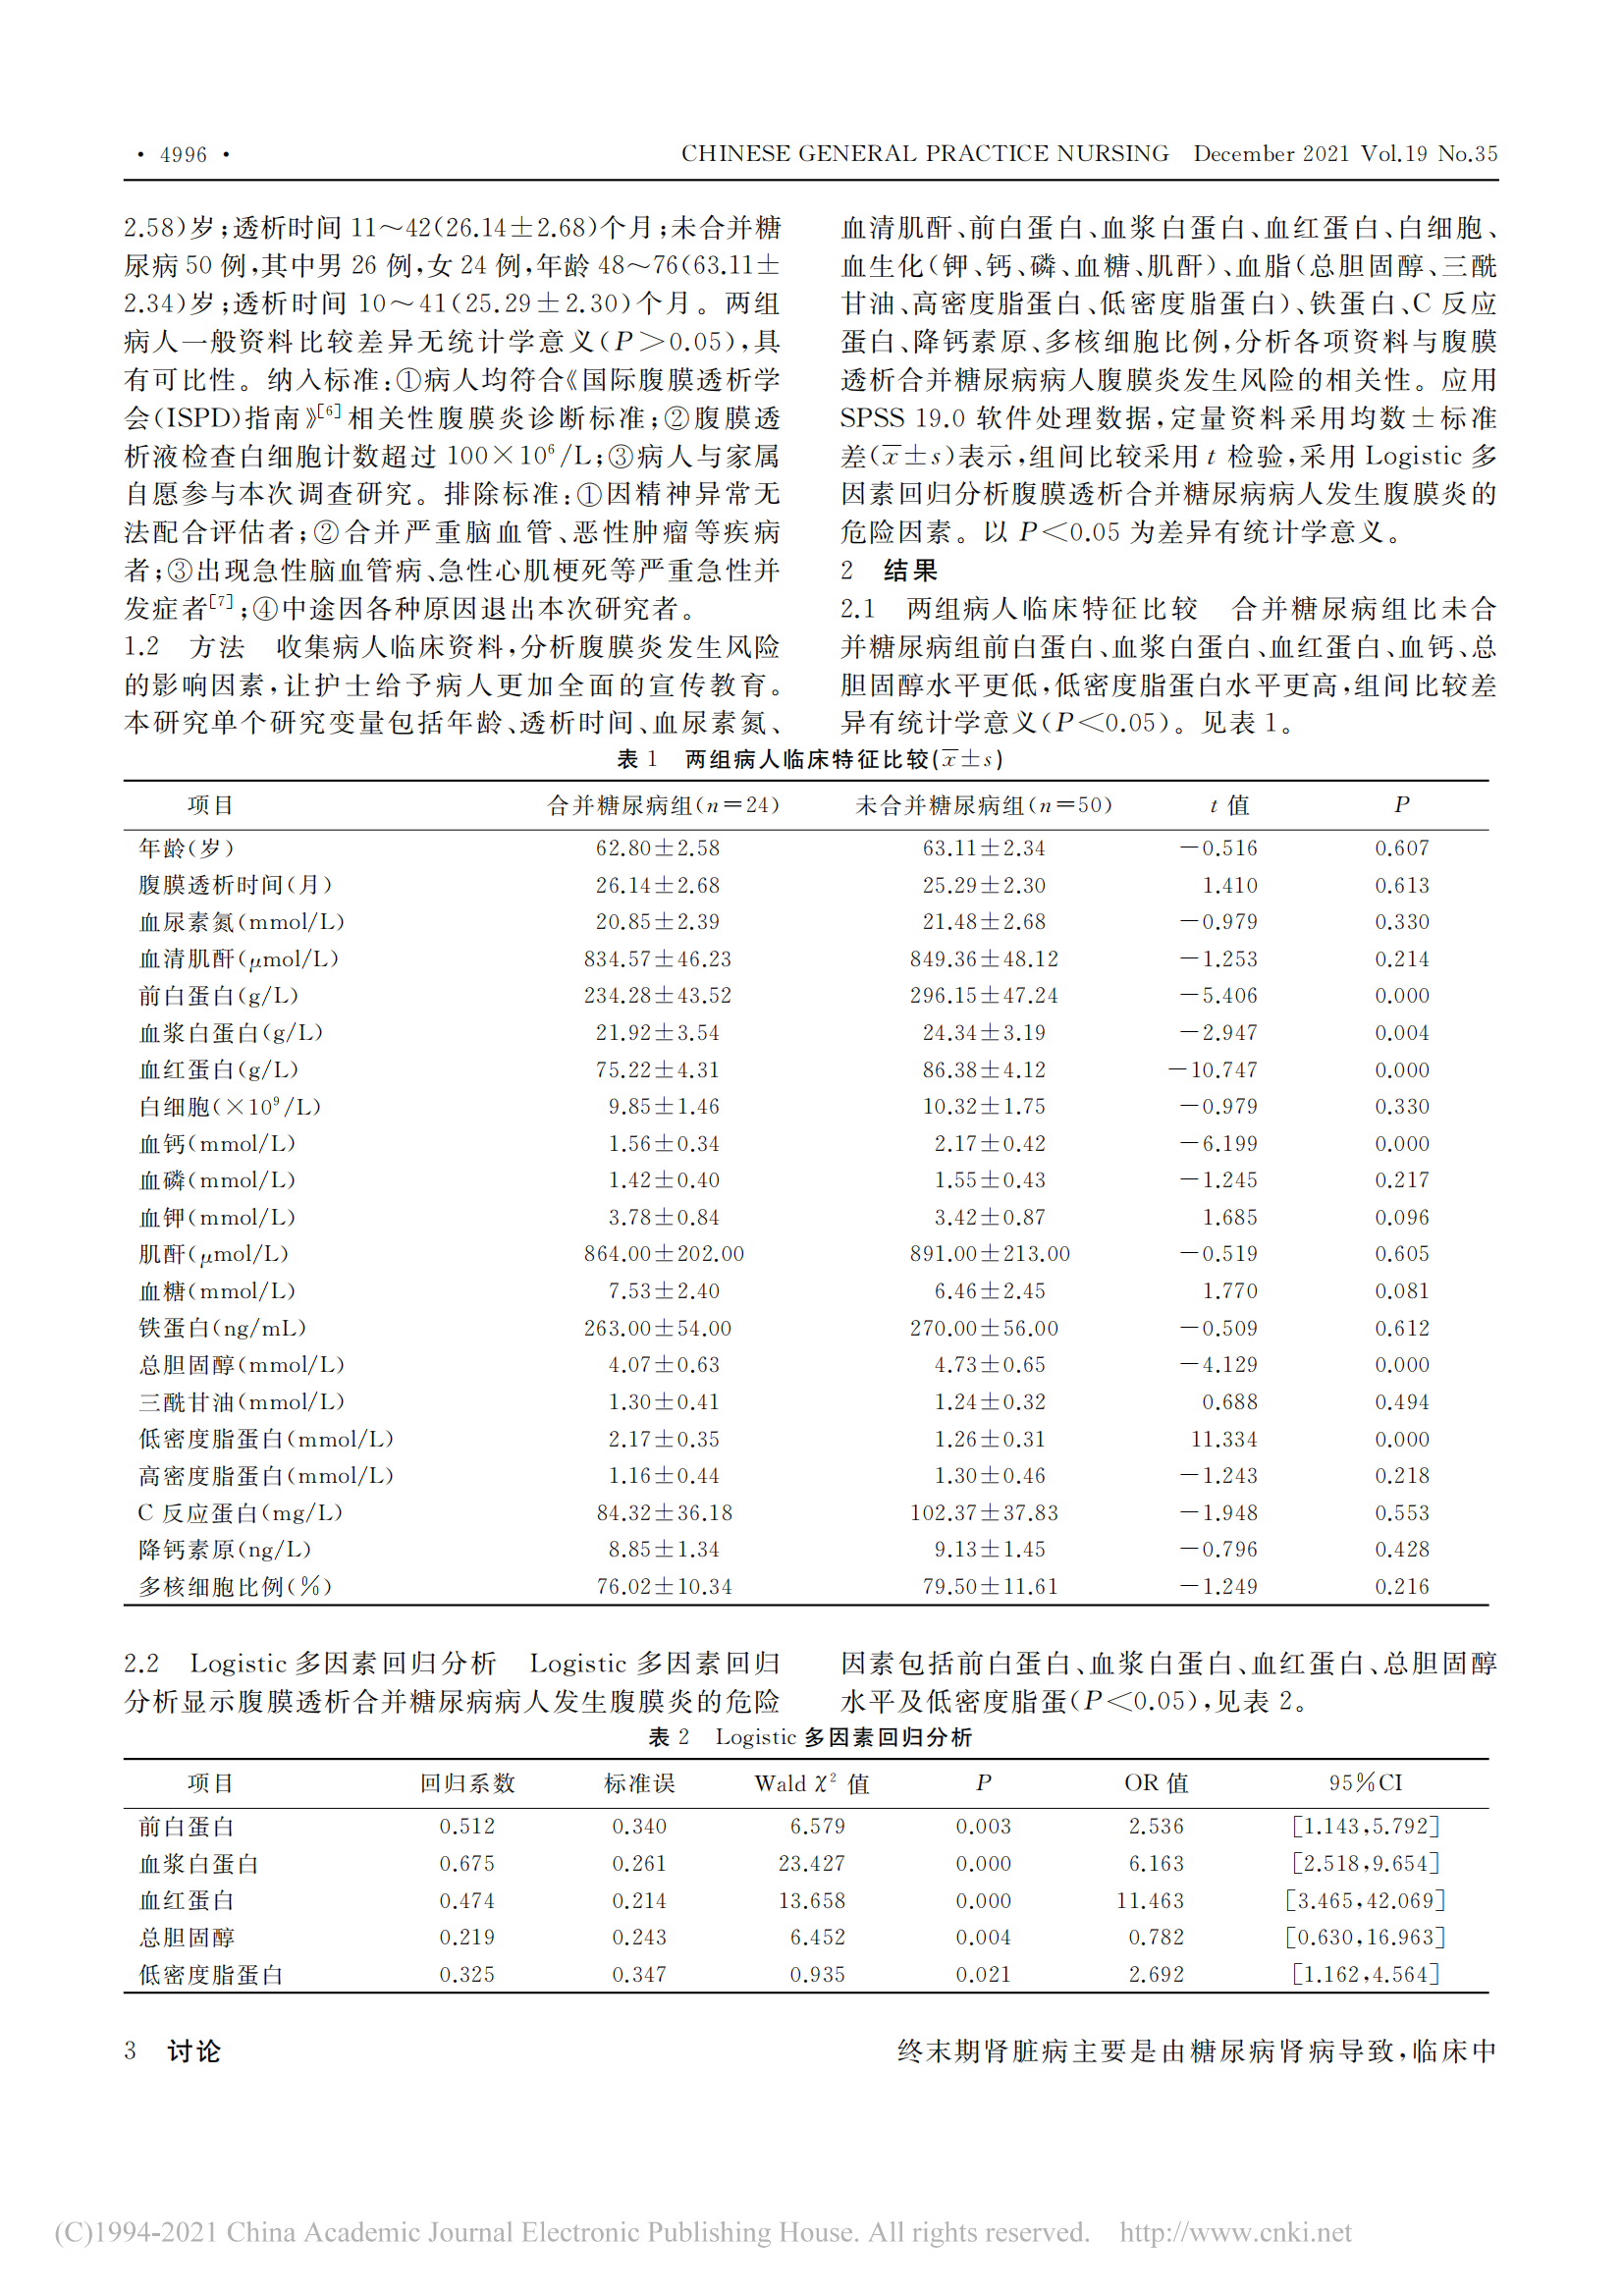 · 4996 ·
CHINESE GENERAL PRACTICE NURSING December 2021 Vol.19 No.35
2.58)岁;透析时间 11～42(26.14±2.68)个月;未合并糖
尿病 50 例,其中男 26 例,女 24 例,年龄 48～76(63.11±
2.34)岁;透析时间 10～41(25.29±2.30)个月。两组
病人一般资料比较差异无统计学意义(P＞0.05),具
有可比性。纳入标准:①病人均符合《国际腹膜透析学
会(ISPD)指南》[6]相关性腹膜炎诊断标准;②腹膜透
析液检查白细胞计数超过 100×10⁶/L;③病人与家属
自愿参与本次调查研究。排除标准:①因精神异常无
法配合评估者;②合并严重脑血管、恶性肿瘤等疾病
者;③出现急性脑血管病、急性心肌梗死等严重急性并
发症者[7];④中途因各种原因退出本次研究者。
1.2 方法 收集病人临床资料,分析腹膜炎发生风险
的影响因素,让护士给予病人更加全面的宣传教育。
本研究单个研究变量包括年龄、透析时间、血尿素氮、
血清肌酐、前白蛋白、血浆白蛋白、血红蛋白、白细胞、
血生化(钾、钙、磷、血糖、肌酐)、血脂(总胆固醇、三酰
甘油、高密度脂蛋白、低密度脂蛋白)、铁蛋白、C 反应
蛋白、降钙素原、多核细胞比例,分析各项资料与腹膜
透析合并糖尿病病人腹膜炎发生风险的相关性。应用
SPSS 19.0 软件处理数据,定量资料采用均数±标准
差(x̅±s)表示,组间比较采用 t 检验,采用 Logistic 多
因素回归分析腹膜透析合并糖尿病病人发生腹膜炎的
危险因素。以 P＜0.05 为差异有统计学意义。
2 结果
2.1 两组病人临床特征比较 合并糖尿病组比未合
并糖尿病组前白蛋白、血浆白蛋白、血红蛋白、血钙、总
胆固醇水平更低,低密度脂蛋白水平更高,组间比较差
异有统计学意义(P＜0.05)。见表 1。
表 1 两组病人临床特征比较(x̅±s)
项目 合并糖尿病组(n＝24) 未合并糖尿病组(n＝50) t 值 P
年龄(岁) 62.80±2.58 63.11±2.34 －0.516 0.607
腹膜透析时间(月) 26.14±2.68 25.29±2.30 1.410 0.613
血尿素氮(mmol/L) 20.85±2.39 21.48±2.68 －0.979 0.330
血清肌酐(μmol/L) 834.57±46.23 849.36±48.12 －1.253 0.214
前白蛋白(g/L) 234.28±43.52 296.15±47.24 －5.406 0.000
血浆白蛋白(g/L) 21.92±3.54 24.34±3.19 －2.947 0.004
血红蛋白(g/L) 75.22±4.31 86.38±4.12 －10.747 0.000
白细胞(×10⁹/L) 9.85±1.46 10.32±1.75 －0.979 0.330
血钙(mmol/L) 1.56±0.34 2.17±0.42 －6.199 0.000
血磷(mmol/L) 1.42±0.40 1.55±0.43 －1.245 0.217
血钾(mmol/L) 3.78±0.84 3.42±0.87 1.685 0.096
肌酐(μmol/L) 864.00±202.00 891.00±213.00 －0.519 0.605
血糖(mmol/L) 7.53±2.40 6.46±2.45 1.770 0.081
铁蛋白(ng/mL) 263.00±54.00 270.00±56.00 －0.509 0.612
总胆固醇(mmol/L) 4.07±0.63 4.73±0.65 －4.129 0.000
三酰甘油(mmol/L) 1.30±0.41 1.24±0.32 0.688 0.494
低密度脂蛋白(mmol/L) 2.17±0.35 1.26±0.31 11.334 0.000
高密度脂蛋白(mmol/L) 1.16±0.44 1.30±0.46 －1.243 0.218
C 反应蛋白(mg/L) 84.32±36.18 102.37±37.83 －1.948 0.553
降钙素原(ng/L) 8.85±1.34 9.13±1.45 －0.796 0.428
多核细胞比例(%) 76.02±10.34 79.50±11.61 －1.249 0.216
2.2 Logistic 多因素回归分析 Logistic 多因素回归
分析显示腹膜透析合并糖尿病病人发生腹膜炎的危险
因素包括前白蛋白、血浆白蛋白、血红蛋白、总胆固醇
水平及低密度脂蛋(P＜0.05),见表 2。
表 2 Logistic 多因素回归分析
项目 回归系数 标准误 Wald χ² 值 P OR 值 95%CI
前白蛋白 0.512 0.340 6.579 0.003 2.536 [1.143,5.792]
血浆白蛋白 0.675 0.261 23.427 0.000 6.163 [2.518,9.654]
血红蛋白 0.474 0.214 13.658 0.000 11.463 [3.465,42.069]
总胆固醇 0.219 0.243 6.452 0.004 0.782 [0.630,16.963]
低密度脂蛋白 0.325 0.347 0.935 0.021 2.692 [1.162,4.564]
3 讨论
终末期肾脏病主要是由糖尿病肾病导致,临床中
(C)1994-2021 China Academic Journal Electronic Publishing House. All rights reserved. http://www.cnki.net